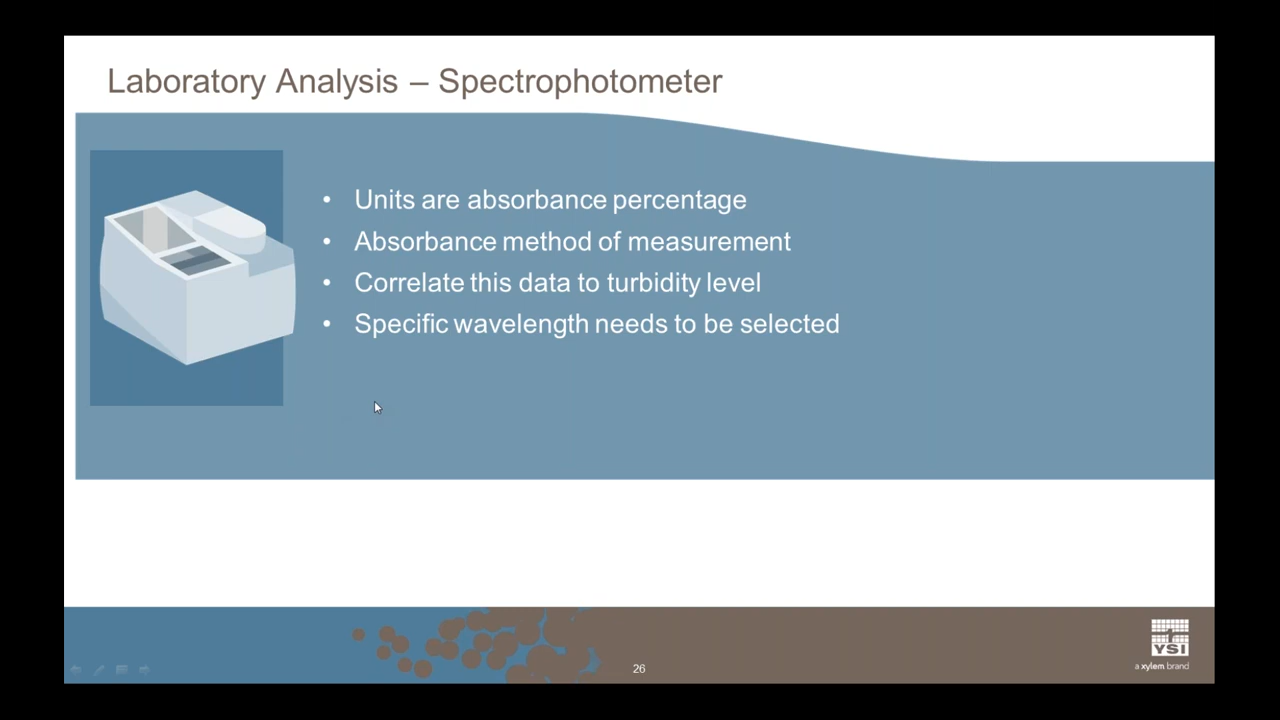 Laboratory Analysis – Spectrophotometer
• Units are absorbance percentage
• Absorbance method of measurement
• Correlate this data to turbidity level
• Specific wavelength needs to be selected
26
YSI
a xylem brand